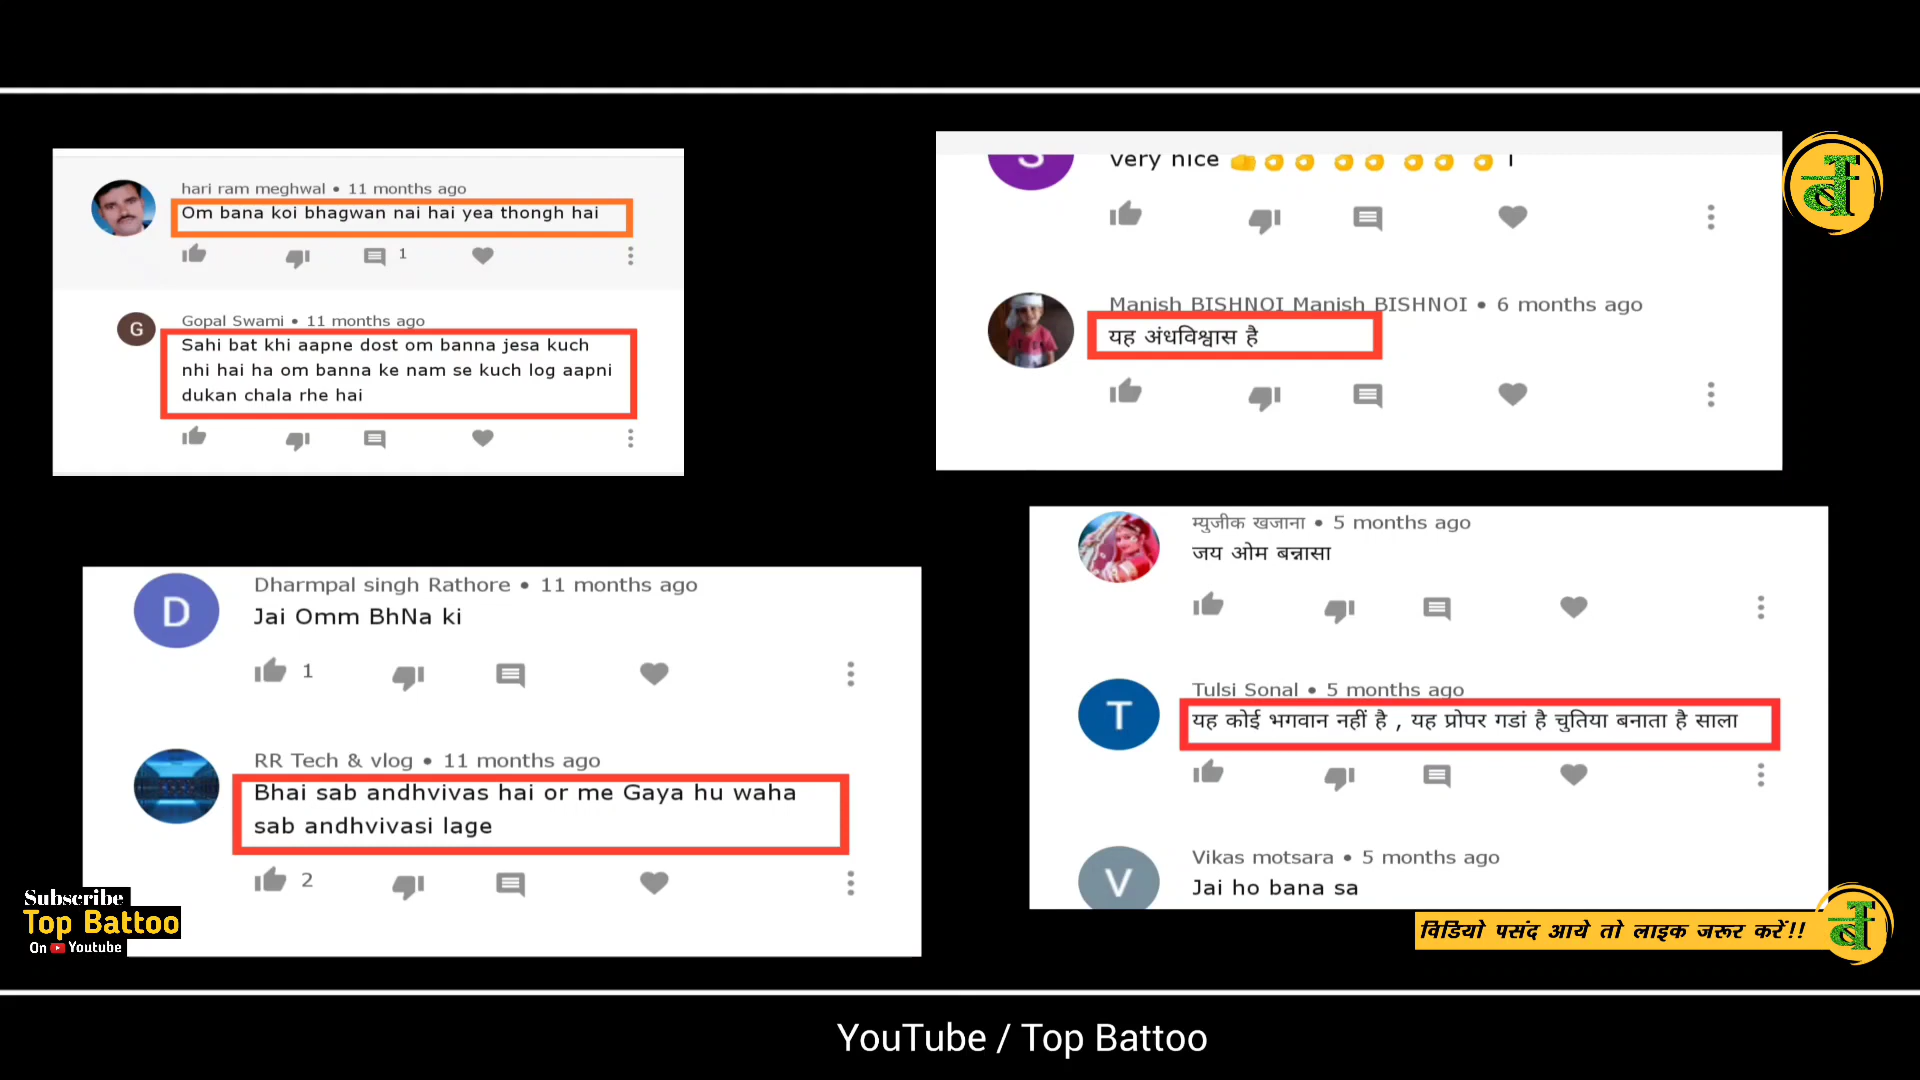 hari ram meghwal • 11 months ago
Om bana koi bhagwan nai hai yea thongh hai
1
G
Gopal Swami • 11 months ago
Sahi bat khi aapne dost om banna jesa kuch
nhi hai ha om banna ke nam se kuch log aapni
dukan chala rhe hai
very nice
Manish BISHNOI Manish BISHNOI • 6 months ago
यह अंधविश्वास है
D
Dharmpal singh Rathore • 11 months ago
Jai Omm BhNa ki
1
RR Tech & vlog • 11 months ago
Bhai sab andhvivas hai or me Gaya hu waha
sab andhvivasi lage
2
म्युजीक खजाना • 5 months ago
जय ओम बन्नासा
T
Tulsi Sonal • 5 months ago
यह कोई भगवान नहीं है , यह प्रोपर गडां है चुतिया बनाता है साला
V
Vikas motsara • 5 months ago
Jai ho bana sa
Subscribe
Top Battoo
On Youtube
विडियो पसंद आये तो लाइक जरूर करें!!
YouTube / Top Battoo